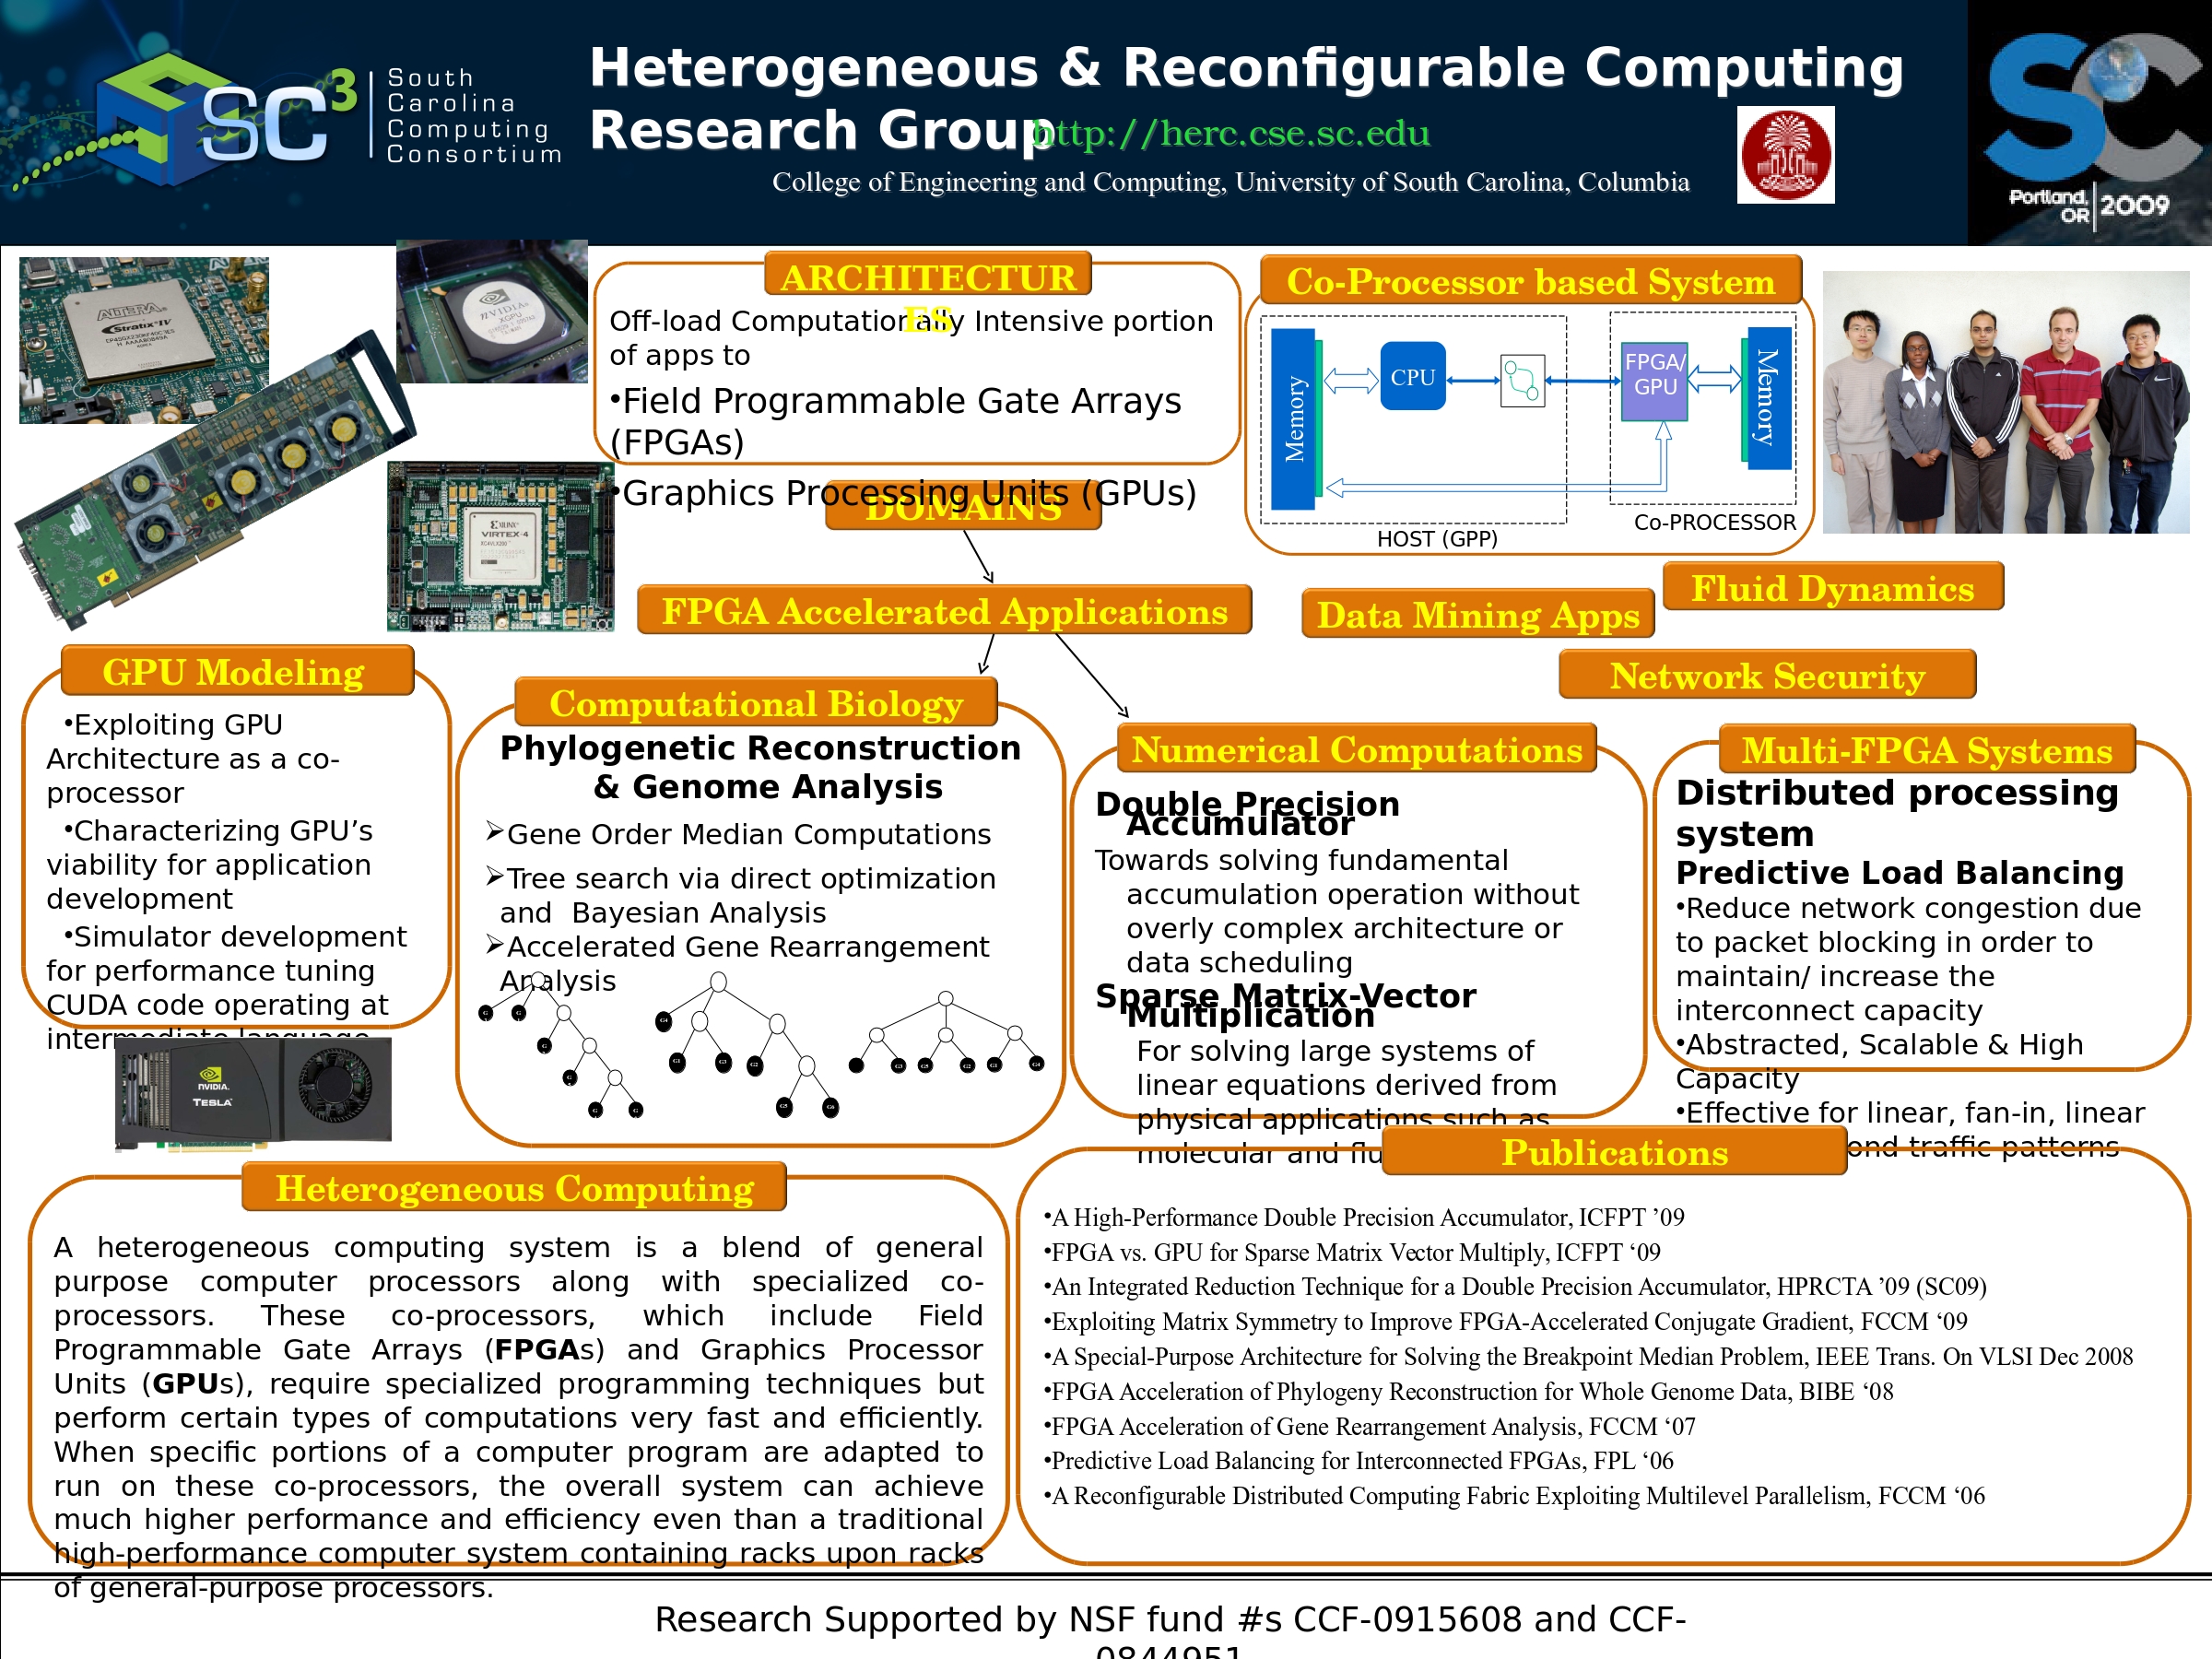 SC3
South
Carolina
Computing
Consortium
Heterogeneous & Reconfigurable Computing
Research Group
http://herc.cse.sc.edu
College of Engineering and Computing, University of South Carolina, Columbia
SC
Portland, OR 2009
ALTERA
Stratix IV
NVIDIA
XILINX
VIRTEX-4
ARCHITECTUR
ES
Off-load Computationally Intensive portion
of apps to
•Field Programmable Gate Arrays
(FPGAs)
•Graphics Processing Units (GPUs)
Co-Processor based System
Memory
CPU
FPGA/
GPU
Memory
HOST (GPP)
Co-PROCESSOR
DOMAINS
FPGA Accelerated Applications
Data Mining Apps
Fluid Dynamics
Network Security
GPU Modeling
•Exploiting GPU
Architecture as a co-
processor
•Characterizing GPU’s
viability for application
development
•Simulator development
for performance tuning
CUDA code operating at
intermediate language
NVIDIA.
TESLA
Computational Biology
Phylogenetic Reconstruction
& Genome Analysis
➢Gene Order Median Computations
➢Tree search via direct optimization
and Bayesian Analysis
➢Accelerated Gene Rearrangement
Analysis
Numerical Computations
Double Precision
Accumulator
Towards solving fundamental
accumulation operation without
overly complex architecture or
data scheduling
Sparse Matrix-Vector
Multiplication
For solving large systems of
linear equations derived from
physical applications such as
molecular and
Multi-FPGA Systems
Distributed processing
system
Predictive Load Balancing
•Reduce network congestion due
to packet blocking in order to
maintain/ increase the
interconnect capacity
•Abstracted, Scalable & High
Capacity
•Effective for linear, fan-in, linear
traffic patterns
Heterogeneous Computing
A heterogeneous computing system is a blend of general
purpose computer processors along with specialized co-
processors. These co-processors, which include Field
Programmable Gate Arrays (FPGAs) and Graphics Processor
Units (GPUs), require specialized programming techniques but
perform certain types of computations very fast and efficiently.
When specific portions of a computer program are adapted to
run on these co-processors, the overall system can achieve
much higher performance and efficiency even than a traditional
high-performance computer system containing racks upon racks
of general-purpose processors.
Publications
•A High-Performance Double Precision Accumulator, ICFPT ’09
•FPGA vs. GPU for Sparse Matrix Vector Multiply, ICFPT ‘09
•An Integrated Reduction Technique for a Double Precision Accumulator, HPRCTA ’09 (SC09)
•Exploiting Matrix Symmetry to Improve FPGA-Accelerated Conjugate Gradient, FCCM ‘09
•A Special-Purpose Architecture for Solving the Breakpoint Median Problem, IEEE Trans. On VLSI Dec 2008
•FPGA Acceleration of Phylogeny Reconstruction for Whole Genome Data, BIBE ‘08
•FPGA Acceleration of Gene Rearrangement Analysis, FCCM ‘07
•Predictive Load Balancing for Interconnected FPGAs, FPL ‘06
•A Reconfigurable Distributed Computing Fabric Exploiting Multilevel Parallelism, FCCM ‘06
Research Supported by NSF fund #s CCF-0915608 and CCF-
0844951